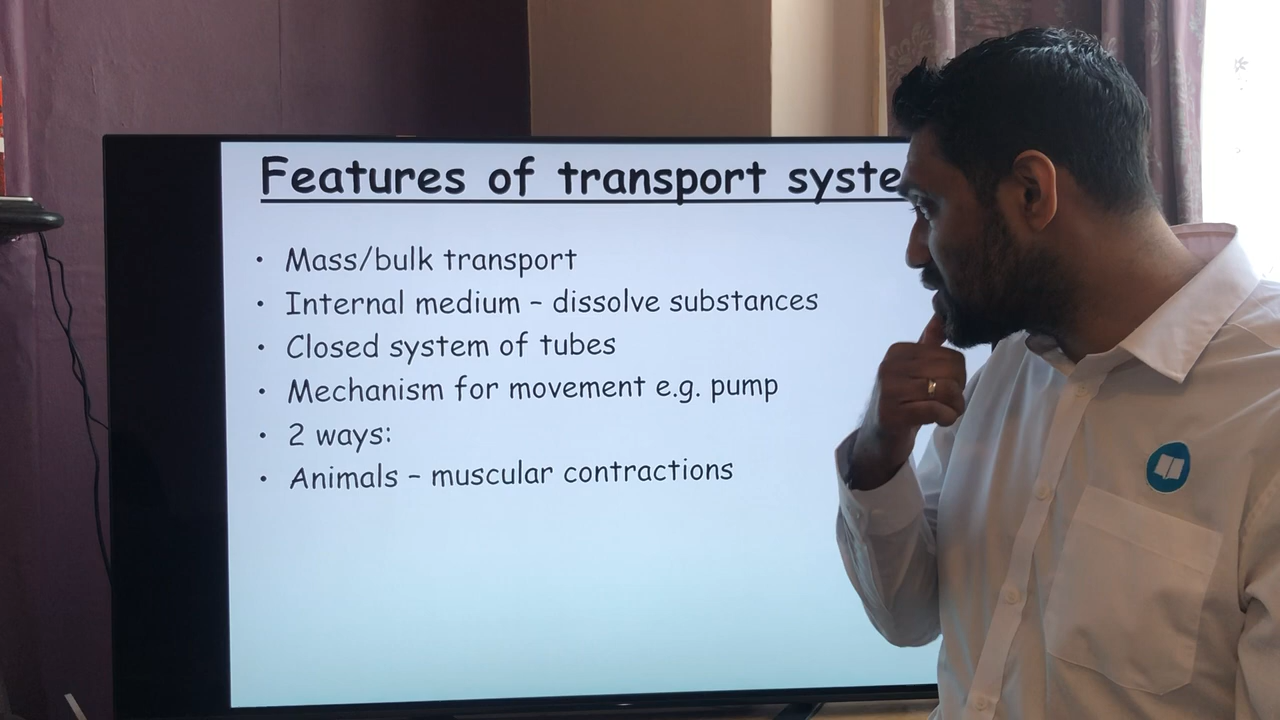 Features of transport syste
• Mass/bulk transport
• Internal medium – dissolve substances
• Closed system of tubes
• Mechanism for movement e.g. pump
• 2 ways:
• Animals – muscular contractions